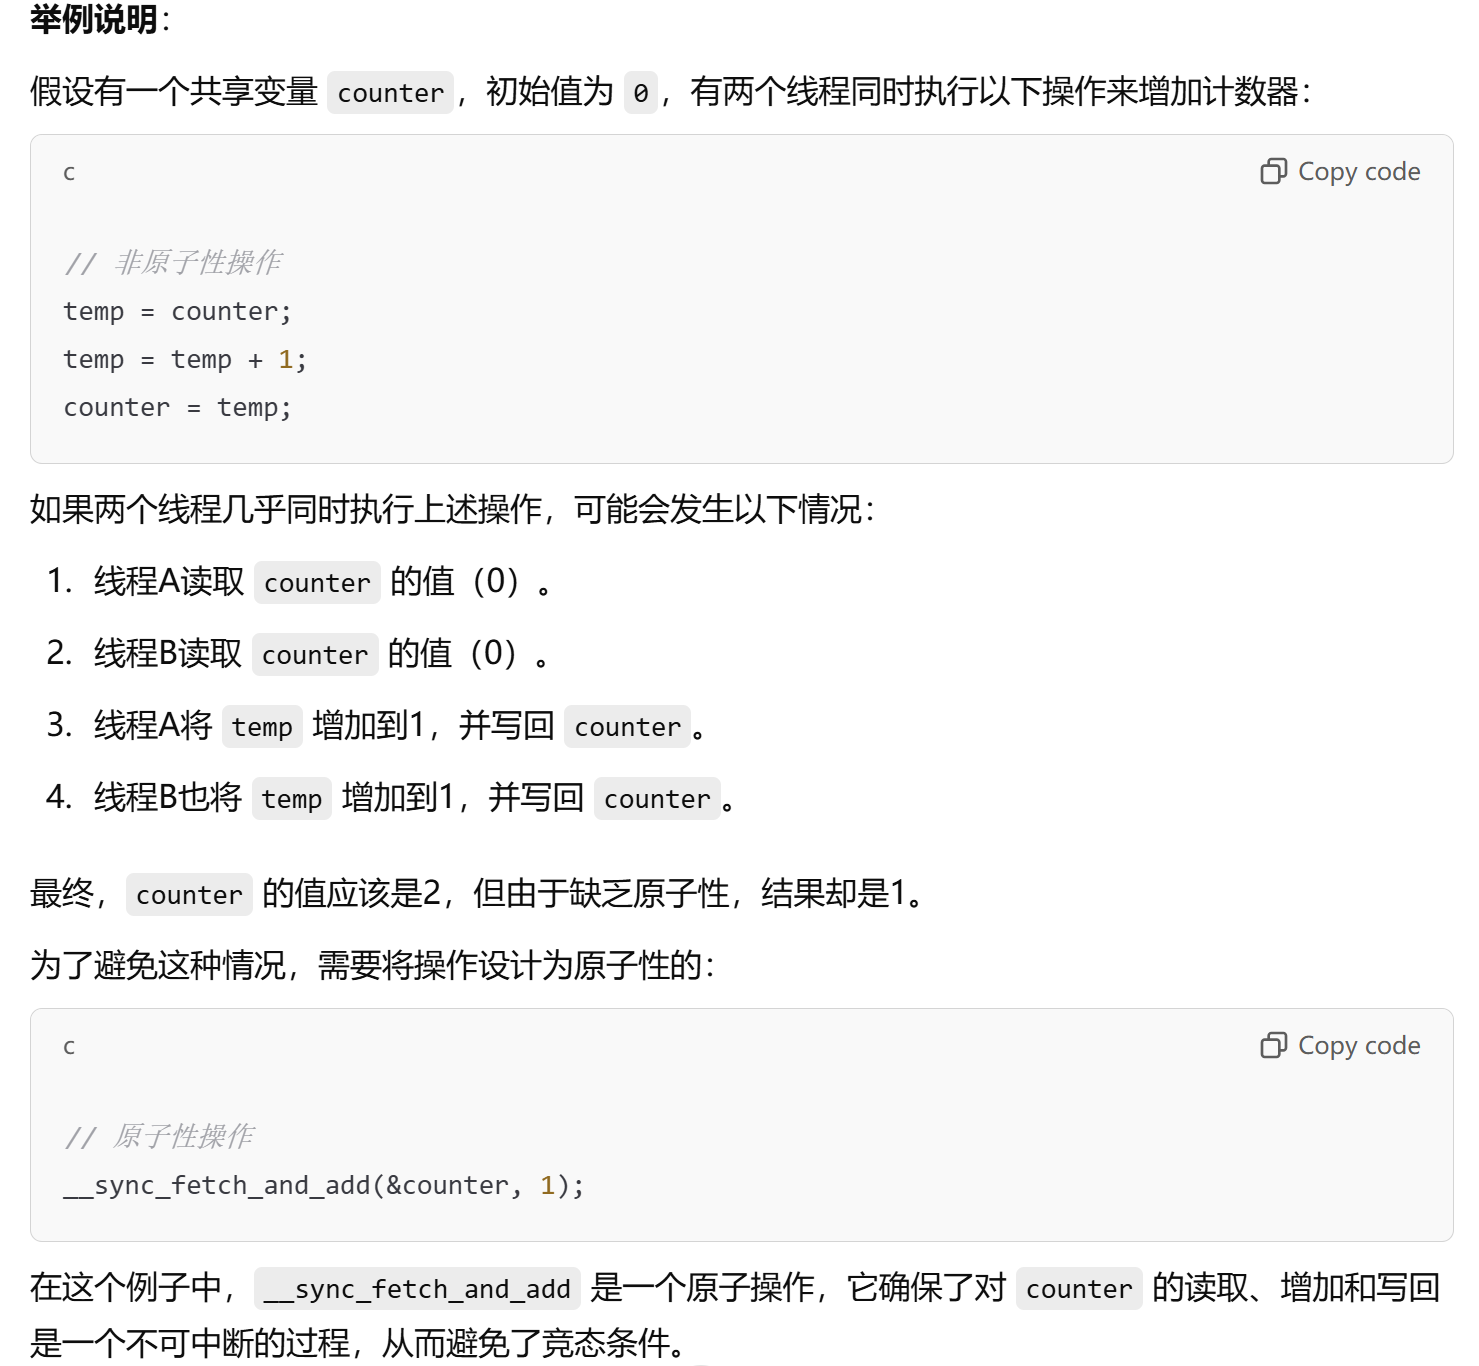 举例说明：
假设有一个共享变量 counter，初始值为 0，有两个线程同时执行以下操作来增加计数器：
c
Copy code
// 非原子性操作
temp = counter;
temp = temp + 1;
counter = temp;
如果两个线程几乎同时执行上述操作，可能会发生以下情况：
1. 线程A读取 counter 的值（0）。
2. 线程B读取 counter 的值（0）。
3. 线程A将 temp 增加到1，并写回 counter。
4. 线程B也将 temp 增加到1，并写回 counter。
最终，counter 的值应该是2，但由于缺乏原子性，结果却是1。
为了避免这种情况，需要将操作设计为原子性的：
c
Copy code
// 原子性操作
__sync_fetch_and_add(&counter, 1);
在这个例子中，__sync_fetch_and_add 是一个原子操作，它确保了对 counter 的读取、增加和写回
是一个不可中断的过程，从而避免了竞态条件。